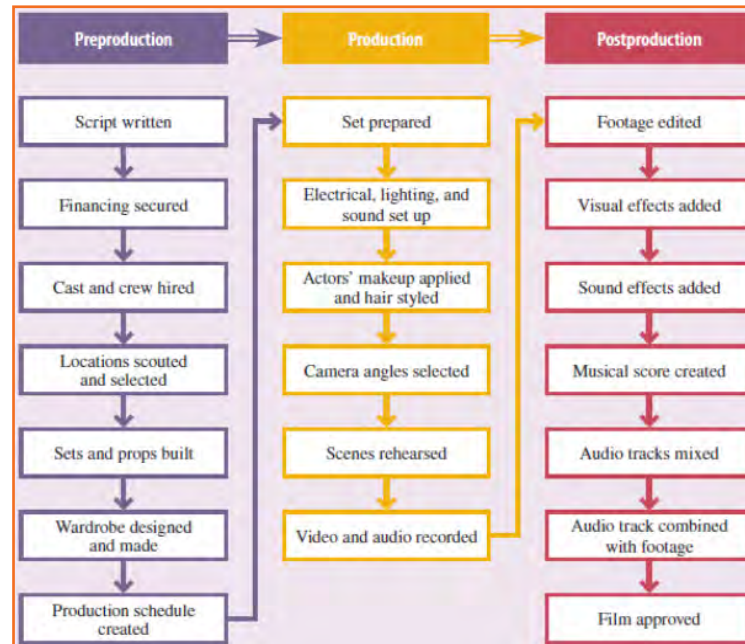 Preproduction
Production
Postproduction
Script written
Financing secured
Cast and crew hired
Locations scouted
and selected
Sets and props built
Wardrobe designed
and made
Production schedule
created
Set prepared
Electrical, lighting, and
sound set up
Actors’ makeup applied
and hair styled
Camera angles selected
Scenes rehearsed
Video and audio recorded
Footage edited
Visual effects added
Sound effects added
Musical score created
Audio tracks mixed
Audio track combined
with footage
Film approved